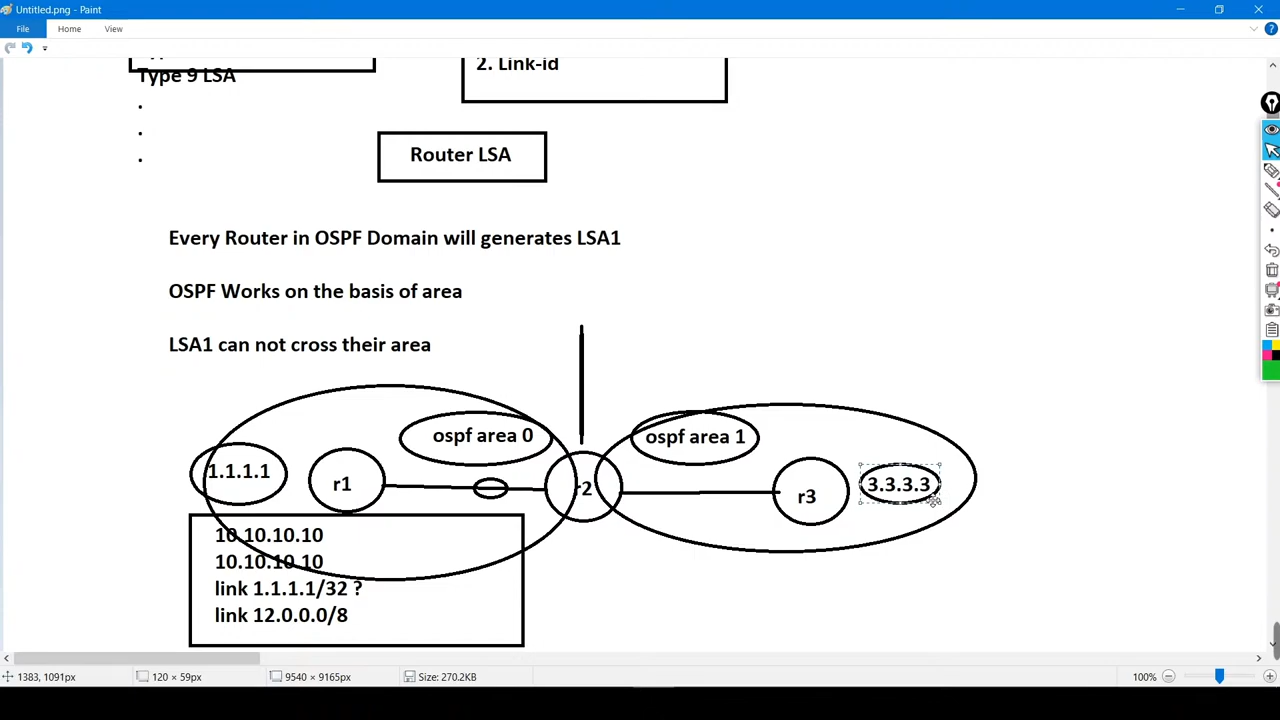 Untitled.png - Paint
File
Home
View
2. Link-id
Type 9 LSA
.
.
.
Router LSA
Every Router in OSPF Domain will generates LSA1
OSPF Works on the basis of area
LSA1 can not cross their area
ospf area 0
ospf area 1
1.1.1.1
r1
r2
r3
3.3.3.3
10.10.10.10
10.10.10.10
link 1.1.1.1/32 ?
link 12.0.0.0/8
1383, 1091px
120 × 59px
9540 × 9165px
Size: 270.2KB
100%